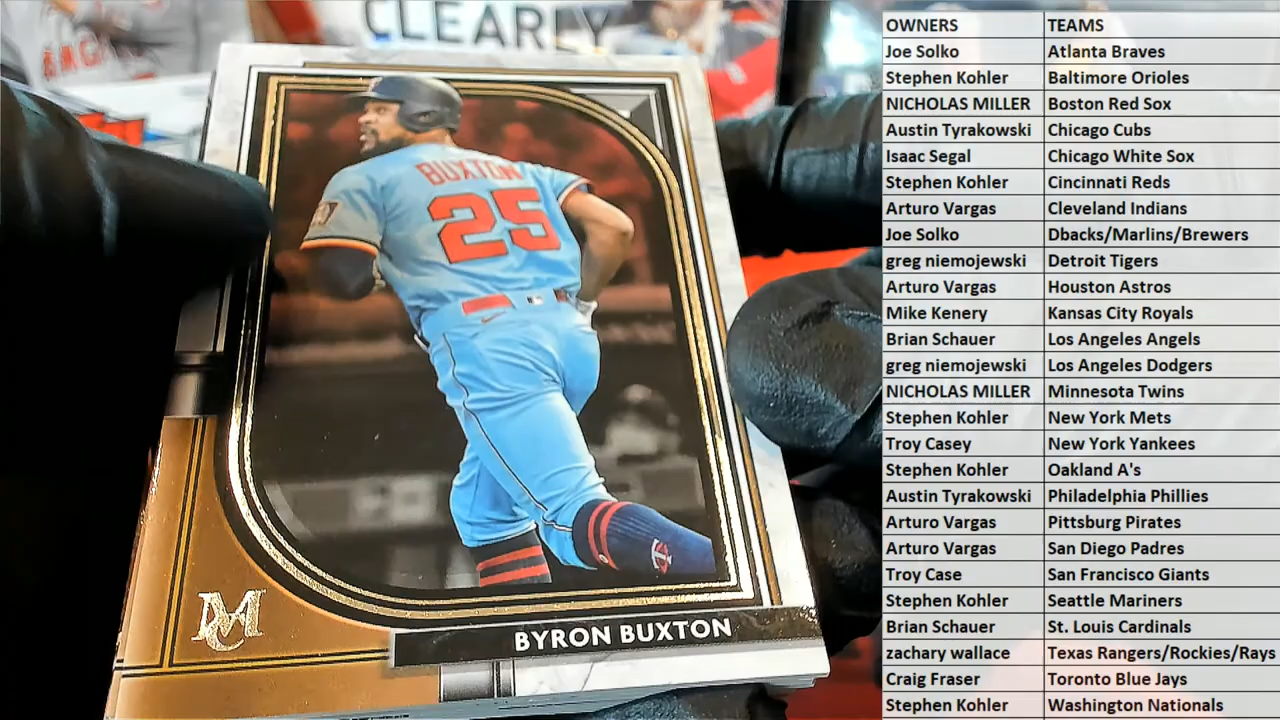 CLEARLY
BUXTON
25
TC
MC
BYRON BUXTON
OWNERS TEAMS
Joe Solko Atlanta Braves
Stephen Kohler Baltimore Orioles
NICHOLAS MILLER Boston Red Sox
Austin Tyrakowski Chicago Cubs
Isaac Segal Chicago White Sox
Stephen Kohler Cincinnati Reds
Arturo Vargas Cleveland Indians
Joe Solko Dbacks/Marlins/Brewers
greg niemojewski Detroit Tigers
Arturo Vargas Houston Astros
Mike Kenery Kansas City Royals
Brian Schauer Los Angeles Angels
greg niemojewski Los Angeles Dodgers
NICHOLAS MILLER Minnesota Twins
Stephen Kohler New York Mets
Troy Casey New York Yankees
Stephen Kohler Oakland A's
Austin Tyrakowski Philadelphia Phillies
Arturo Vargas Pittsburg Pirates
Arturo Vargas San Diego Padres
Troy Case San Francisco Giants
Stephen Kohler Seattle Mariners
Brian Schauer St. Louis Cardinals
zachary wallace Texas Rangers/Rockies/Rays
Craig Fraser Toronto Blue Jays
Stephen Kohler Washington Nationals